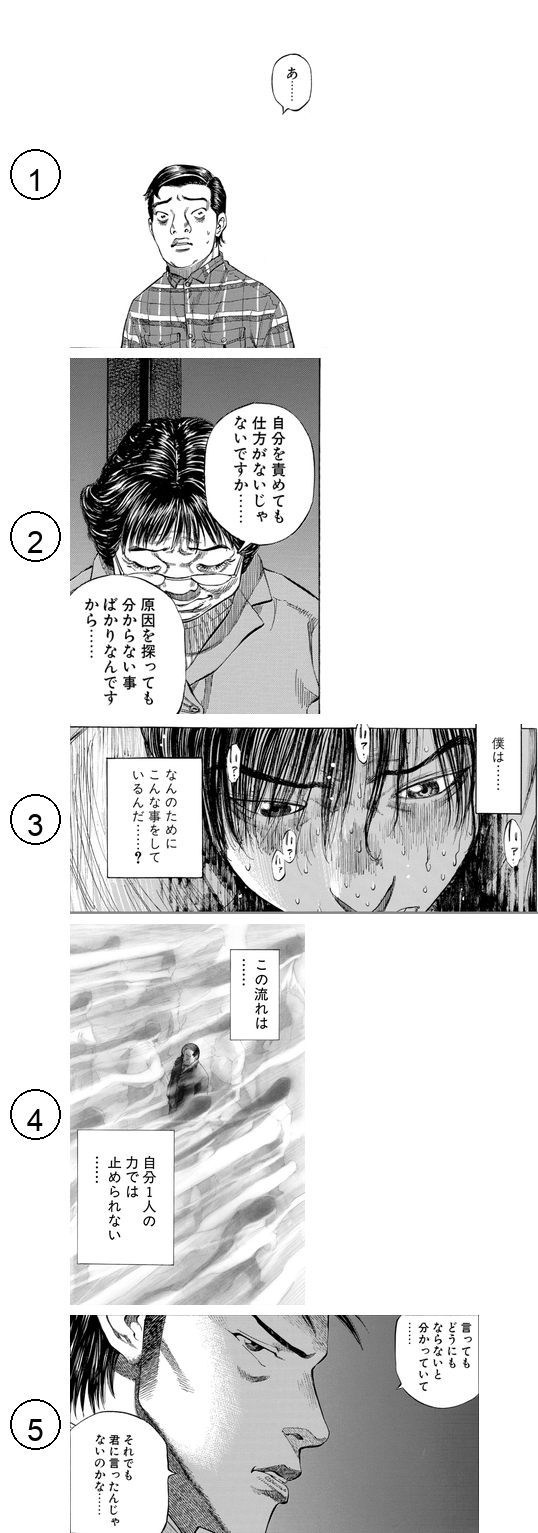 1
あ……
2
自分を責めても
仕方がないじゃ
ないですか……
原因を探っても
分からない事
ばかりなんです
から……
3
僕は……
なんのために
こんな事をして
いるんだ……?
4
この流れは
……
自分1人の
力では
止められない
……
5
言っても
どうにも
ならないと
分かっていて
……
それでも
君に言ったんじゃ
ないのかな……